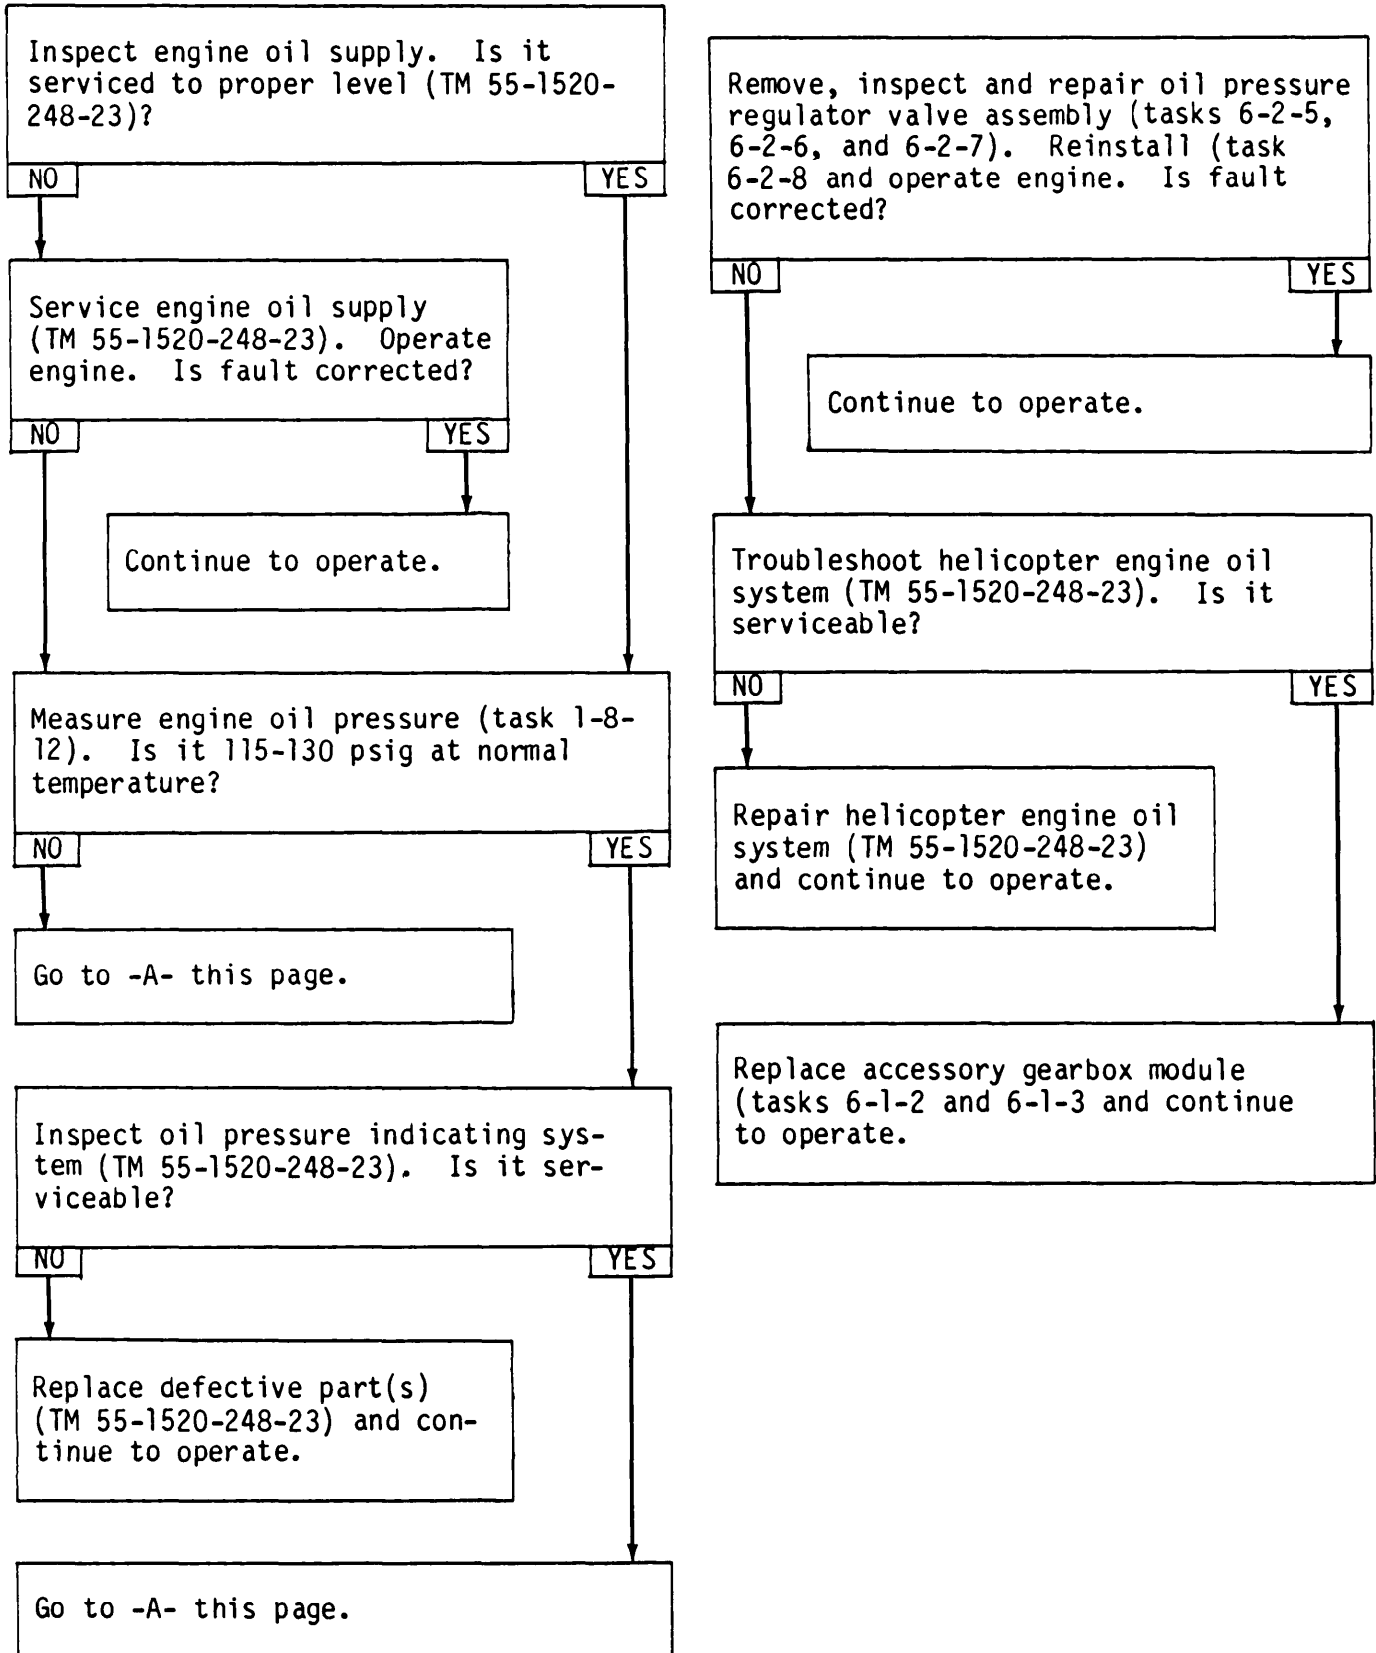 Inspect engine oil supply.  Is it
serviced to proper level (TM 55-1520-
248-23)?
NO
YES
Service engine oil supply
(TM 55-1520-248-23).  Operate
engine.  Is fault corrected?
NO
YES
Continue to operate.
Measure engine oil pressure (task 1-8-
12).  Is it 115-130 psig at normal
temperature?
NO
YES
Go to -A- this page.
Inspect oil pressure indicating sys-
tem (TM 55-1520-248-23).  Is it ser-
viceable?
NO
YES
Replace defective part(s)
(TM 55-1520-248-23) and con-
tinue to operate.
Go to -A- this page.
Remove, inspect and repair oil pressure
regulator valve assembly (tasks 6-2-5,
6-2-6, and 6-2-7).  Reinstall (task
6-2-8 and operate engine.  Is fault
corrected?
NO
YES
Continue to operate.
Troubleshoot helicopter engine oil
system (TM 55-1520-248-23).  Is it
serviceable?
NO
YES
Repair helicopter engine oil
system (TM 55-1520-248-23)
and continue to operate.
Replace accessory gearbox module
(tasks 6-1-2 and 6-1-3 and continue
to operate.